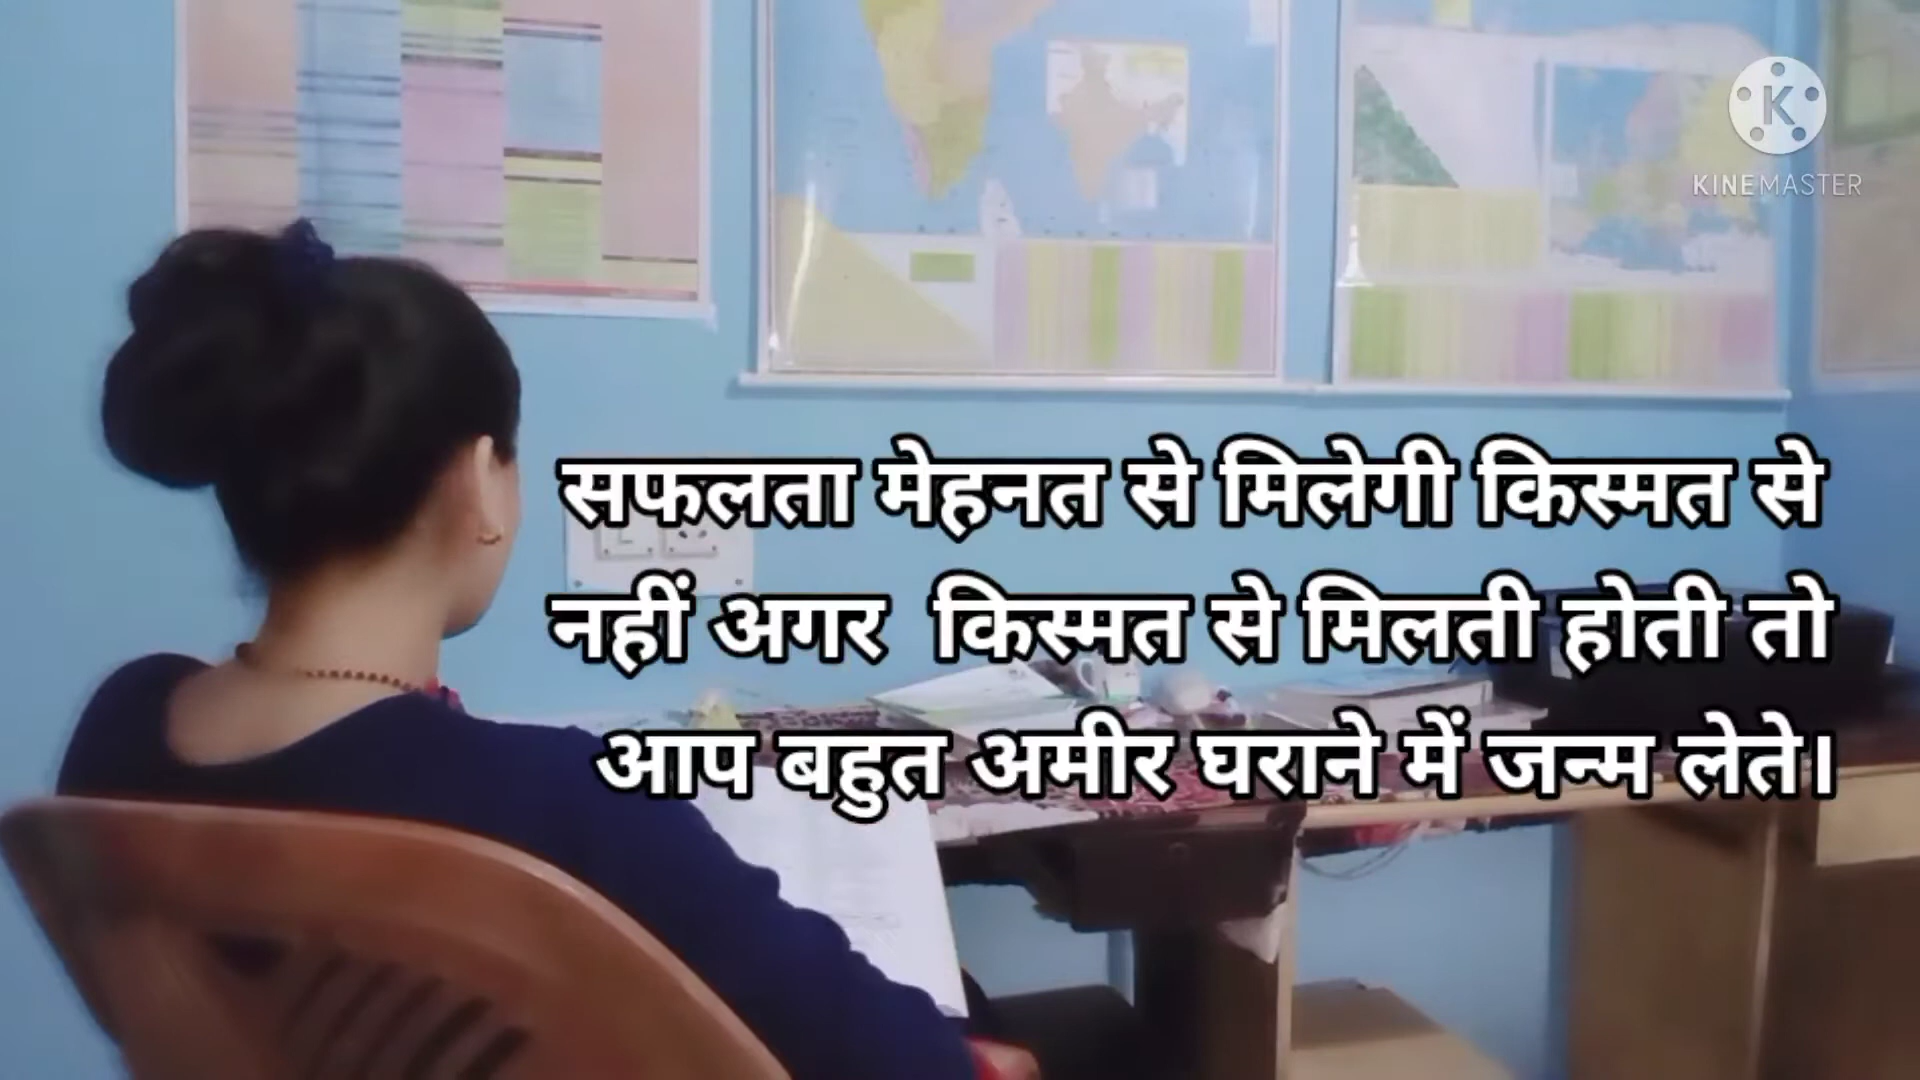 KINEMASTER
सफलता मेहनत से मिलेगी किस्मत से
नहीं अगर किस्मत से मिलती होती तो
आप बहुत अमीर घराने में जन्म लेते।